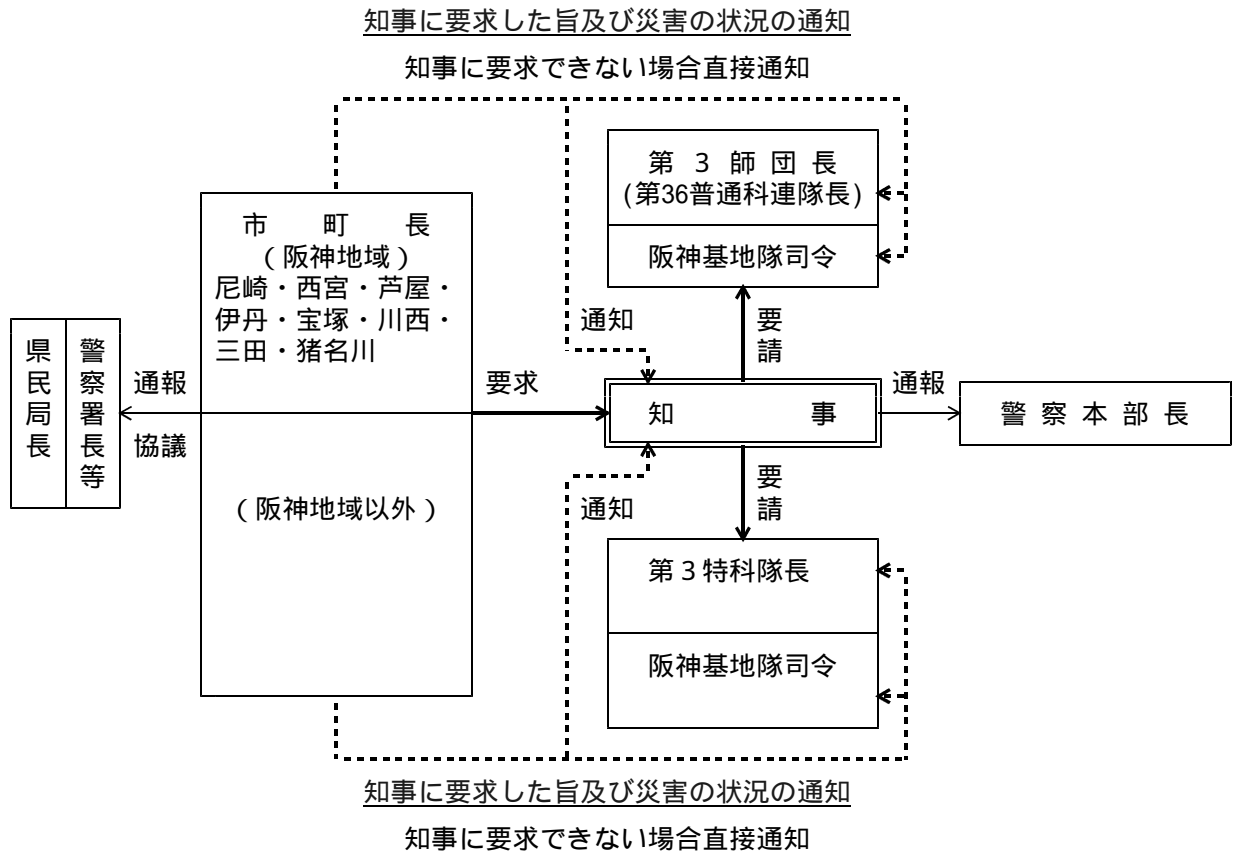 知事に要求した旨及び災害の状況の通知
知事に要求できない場合直接通知
第３師団長
(第36普通科連隊長)
阪神基地隊司令
市町長
(阪神地域)
尼崎・西宮・芦屋・
伊丹・宝塚・川西・
三田・猪名川
県民局長
警察署長等
通報
協議
要求
通知
要請
知事
通報
警察本部長
(阪神地域以外)
通知
要請
第３特科隊長
阪神基地隊司令
知事に要求した旨及び災害の状況の通知
知事に要求できない場合直接通知